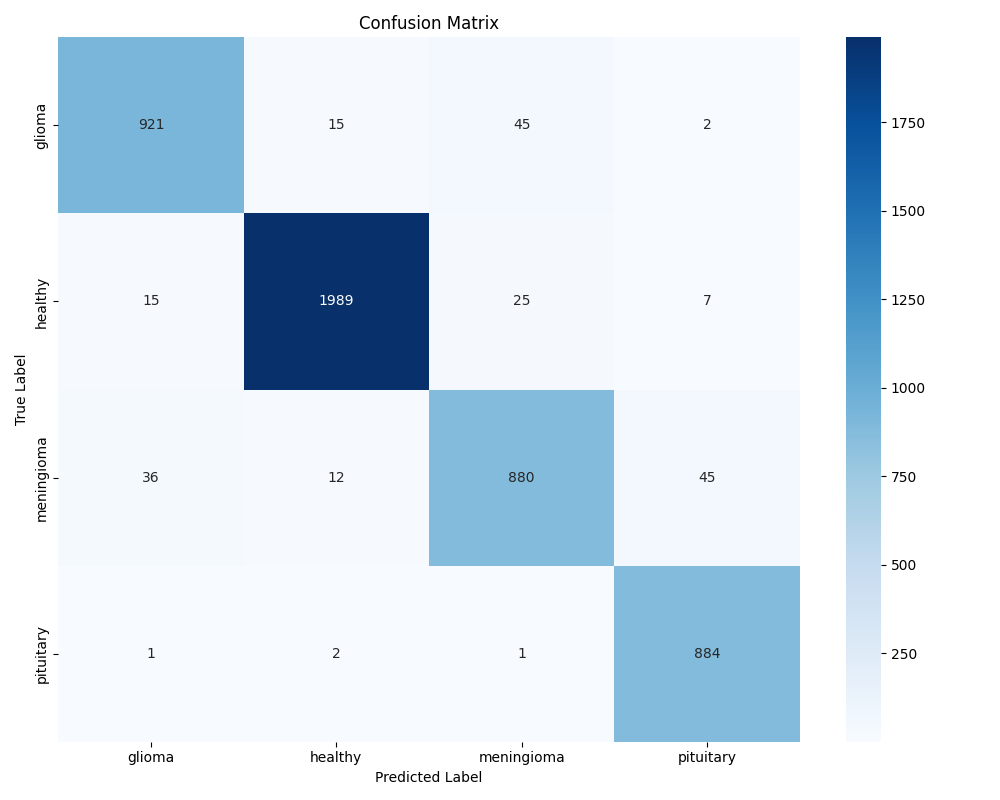 Confusion Matrix
glioma
921 15 45 2
healthy
15 1989 25 7
meningioma
36 12 880 45
pituitary
1 2 1 884
True Label
glioma healthy meningioma pituitary
Predicted Label
1750
1500
1250
1000
750
500
250